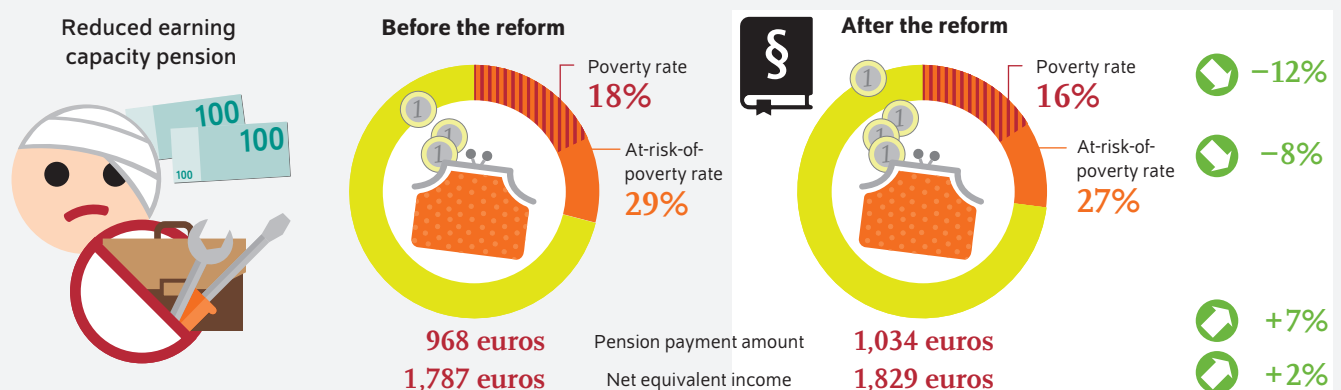 Reduced earning
capacity pension
100
100
100
Before the reform
Poverty rate
18%
At-risk-of-
poverty rate
29%
1
1
1
§
After the reform
Poverty rate
16%
At-risk-of-
poverty rate
27%
1
1
1
1
−12%
−8%
968 euros Pension payment amount 1,034 euros +7%
1,787 euros Net equivalent income 1,829 euros +2%